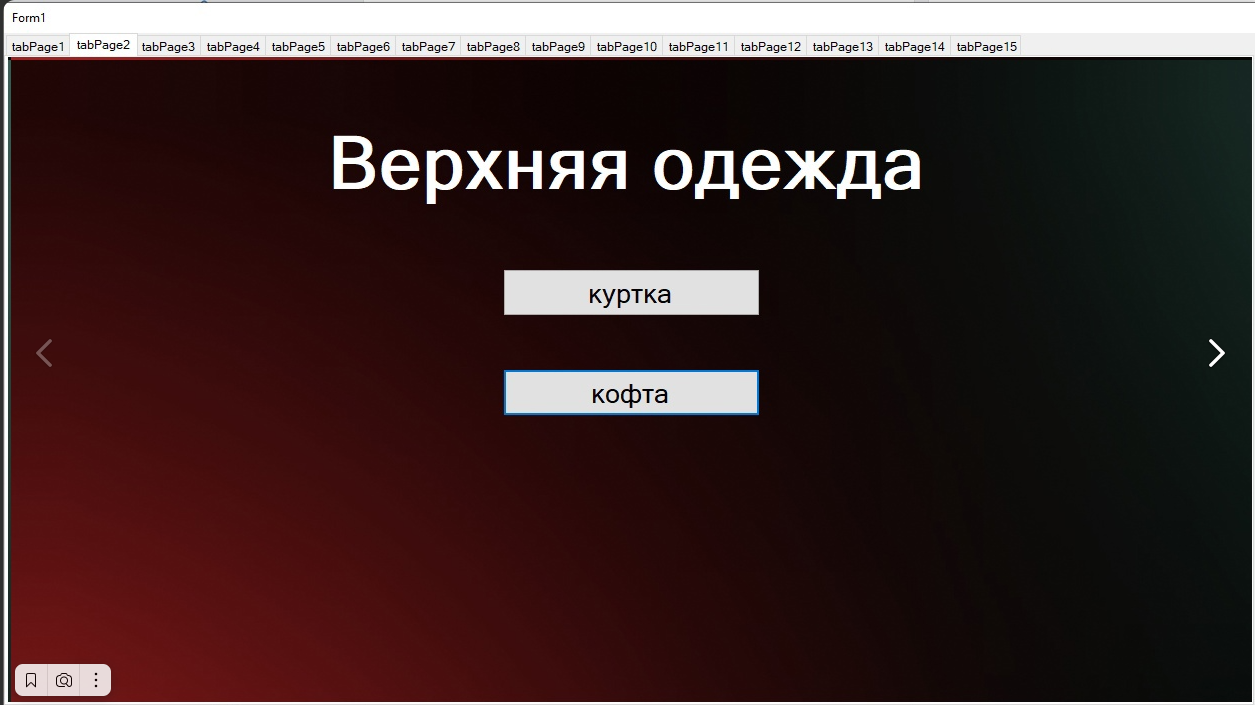 Form1
tabPage1 tabPage2 tabPage3 tabPage4 tabPage5 tabPage6 tabPage7 tabPage8 tabPage9 tabPage10 tabPage11 tabPage12 tabPage13 tabPage14 tabPage15
Верхняя одежда
куртка
кофта